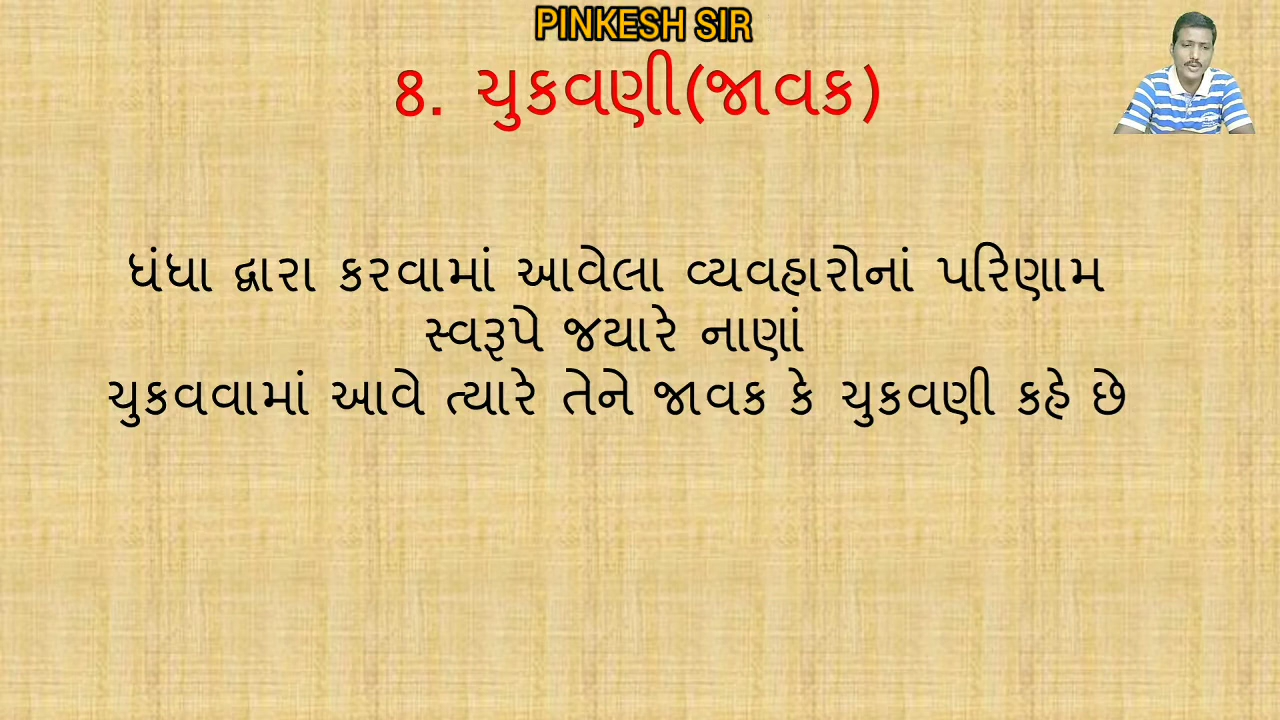 PINKESH SIR
8. ચુકવણી(જાવક)
ધંધા દ્વારા કરવામાં આવેલા વ્યવહારોનાં પરિણામ
સ્વરૂપે જયારે નાણાં
ચુકવવામાં આવે ત્યારે તેને જાવક કે ચુકવણી કહે છે